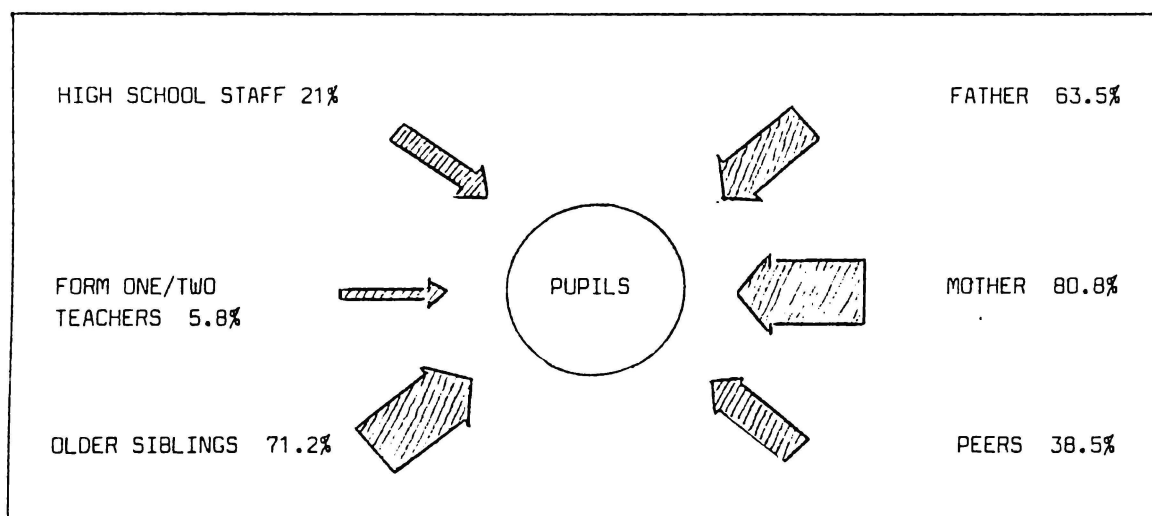 HIGH SCHOOL STAFF 21%
FATHER 63.5%
FORM ONE/TWO
TEACHERS 5.8%
PUPILS
MOTHER 80.8%
OLDER SIBLINGS 71.2%
PEERS 38.5%